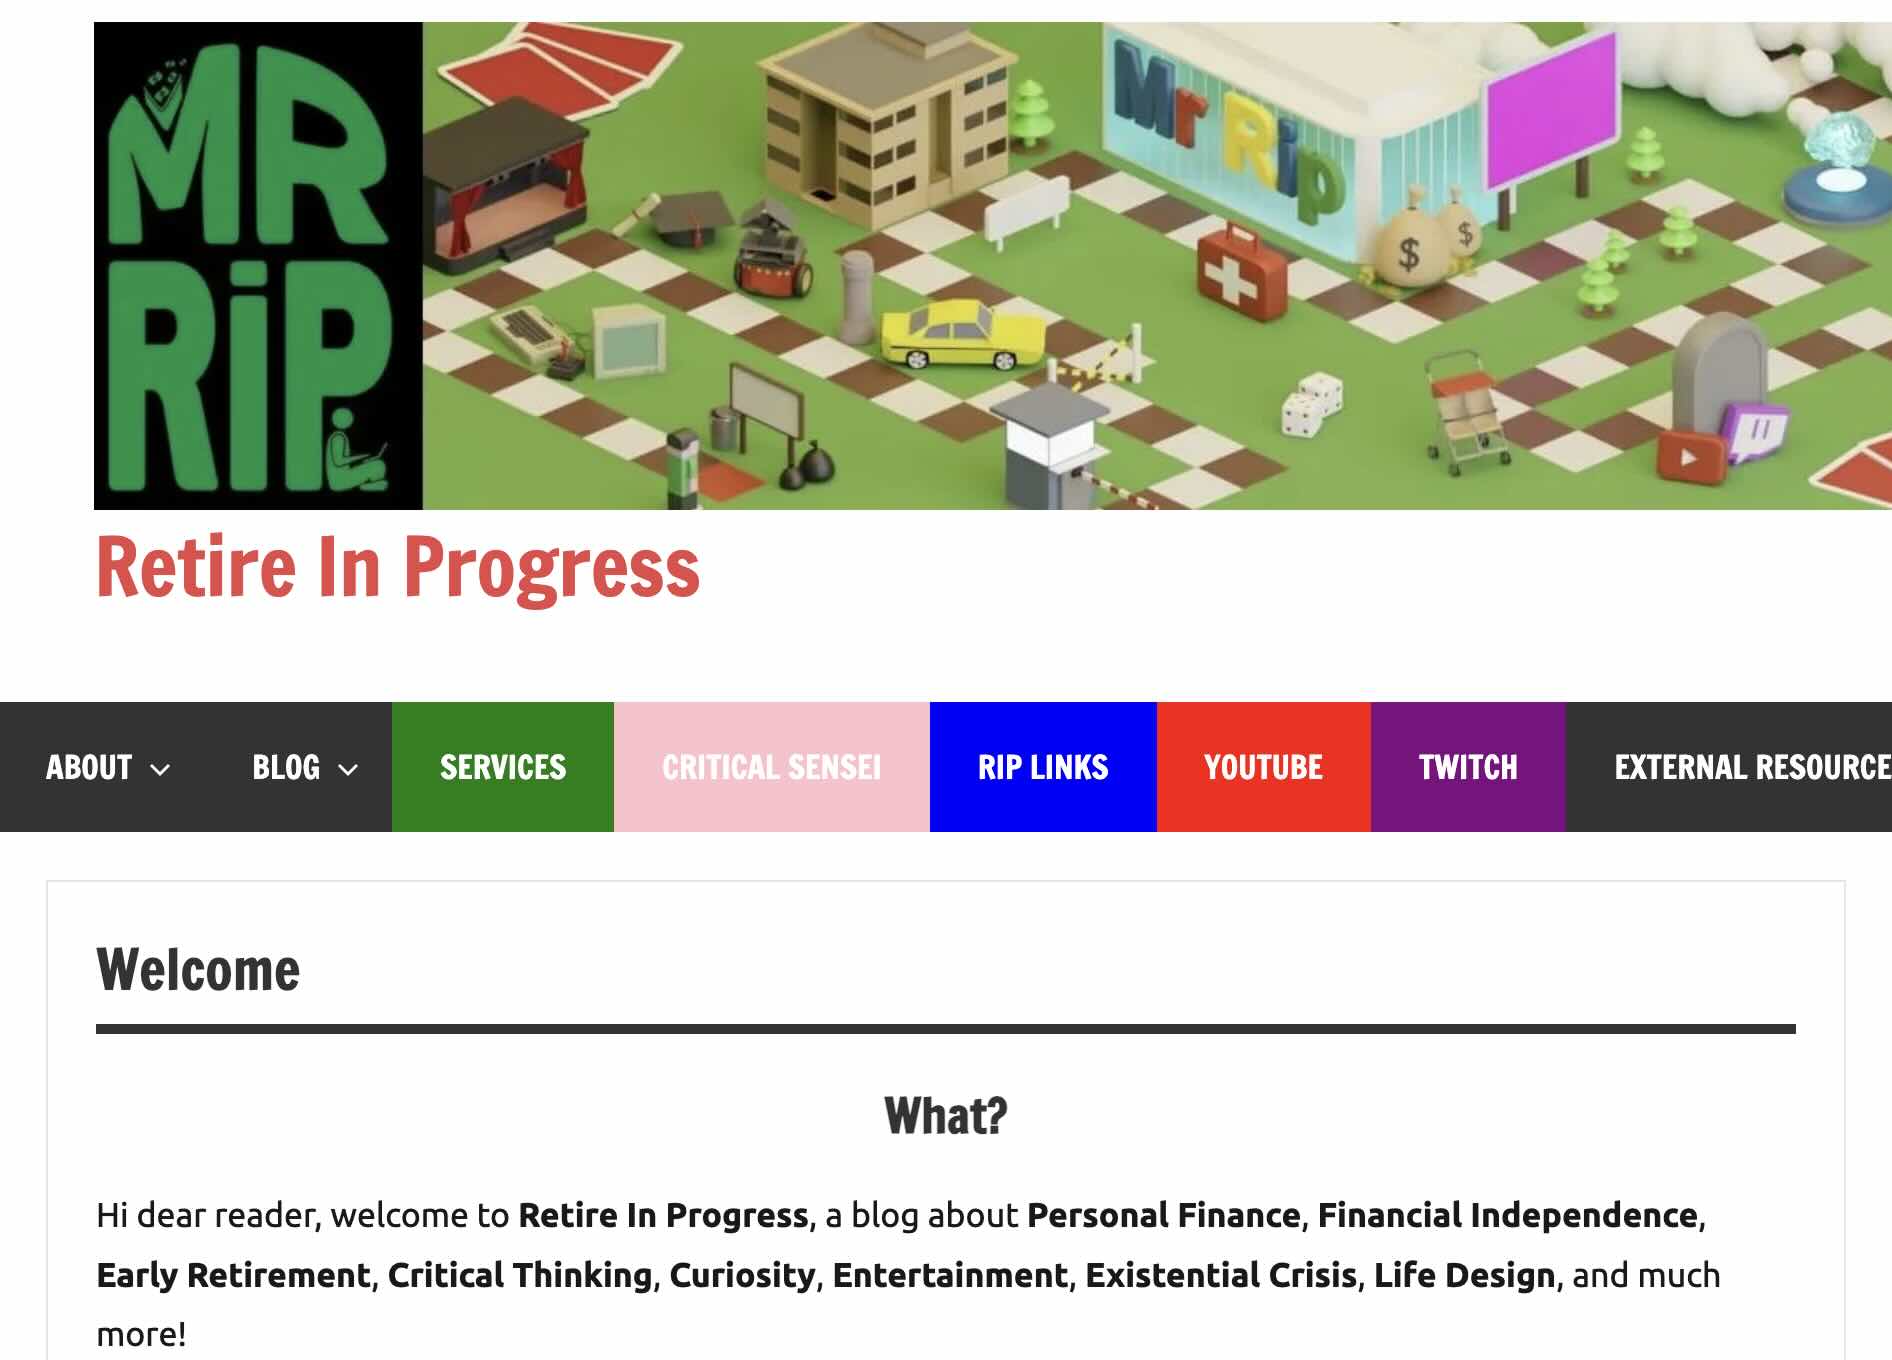 MR
RiP
Mr Rip
$
$
Retire In Progress
ABOUT
BLOG
SERVICES
CRITICAL SENSEI
RIP LINKS
YOUTUBE
TWITCH
EXTERNAL RESOURCE
Welcome
What?
Hi dear reader, welcome to Retire In Progress, a blog about Personal Finance, Financial Independence,
Early Retirement, Critical Thinking, Curiosity, Entertainment, Existential Crisis, Life Design, and much
more!